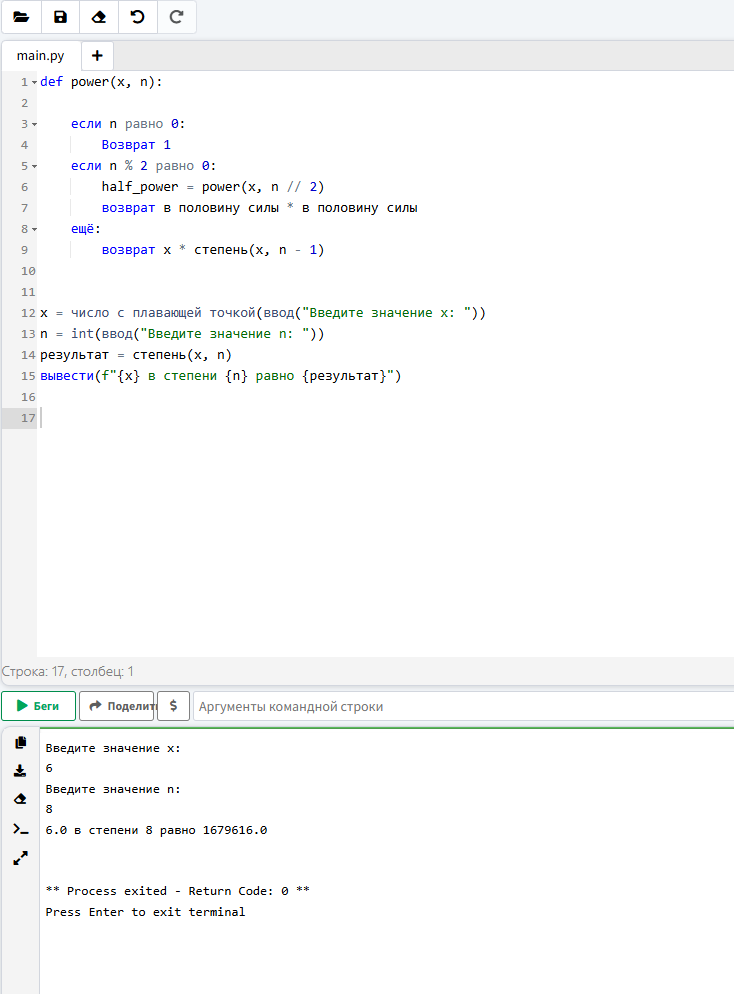 main.py +
1 def power(x, n):
2
3 если n равно 0:
4 Возврат 1
5 если n % 2 равно 0:
6 half_power = power(x, n // 2)
7 возврат в половину силы * в половину силы
8 ещё:
9 возврат x * степень(x, n - 1)
10
11
12 x = число с плавающей точкой(ввод("Введите значение x: "))
13 n = int(ввод("Введите значение n: "))
14 результат = степень(x, n)
15 вывести(f"{x} в степени {n} равно {результат}")
16
17
Строка: 17, столбец: 1
Беги Поделит $ Аргументы командной строки
Введите значение x:
6
Введите значение n:
8
6.0 в степени 8 равно 1679616.0
** Process exited - Return Code: 0 **
Press Enter to exit terminal